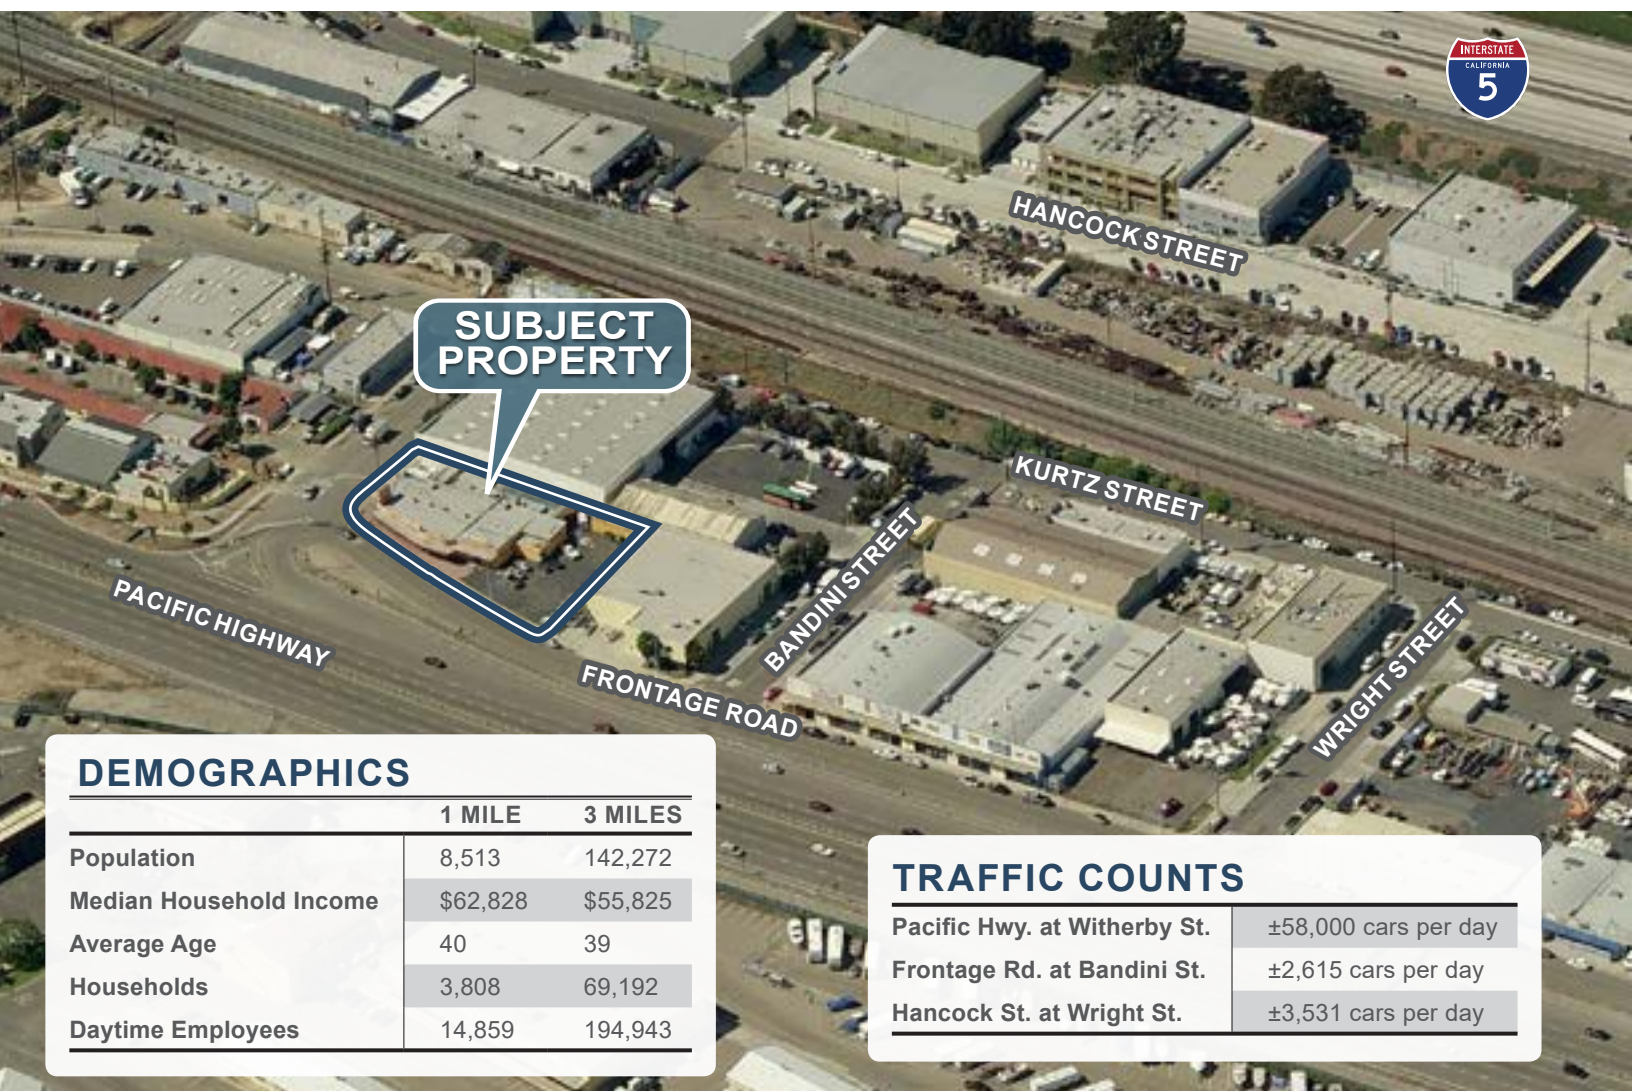 INTERSTATE
CALIFORNIA
5
HANCOCK STREET
SUBJECT
PROPERTY
KURTZ STREET
BANDINI STREET
PACIFIC HIGHWAY
WRIGHT STREET
FRONTAGE ROAD
DEMOGRAPHICS
1 MILE 3 MILES
Population 8,513 142,272
Median Household Income $62,828 $55,825
Average Age 40 39
Households 3,808 69,192
Daytime Employees 14,859 194,943
TRAFFIC COUNTS
Pacific Hwy. at Witherby St. ±58,000 cars per day
Frontage Rd. at Bandini St. ±2,615 cars per day
Hancock St. at Wright St. ±3,531 cars per day